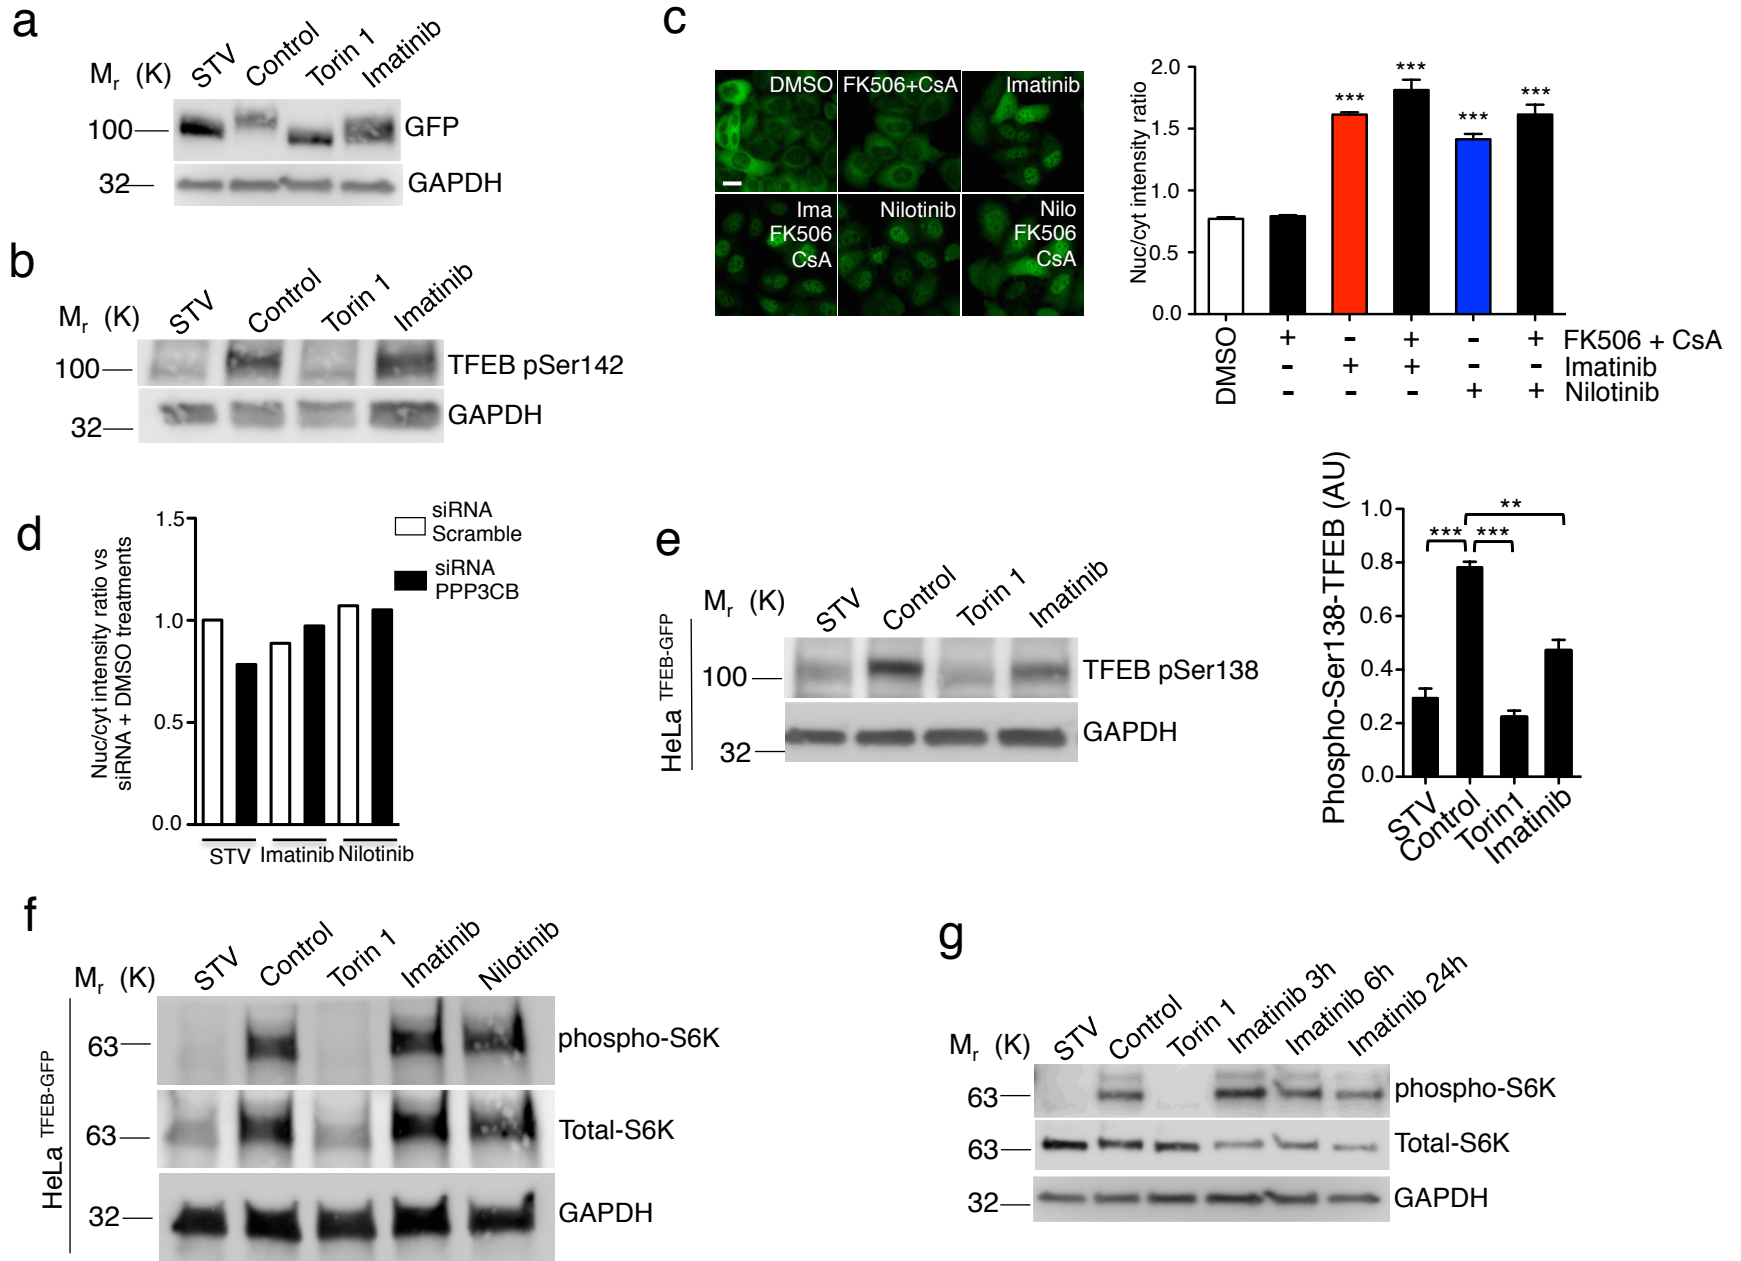 a
Mr (K)
STV
Control
Torin 1
Imatinib
100
GFP
32
GAPDH
b
Mr (K)
STV
Control
Torin 1
Imatinib
100
TFEB pSer142
32
GAPDH
c
DMSO
FK506+CsA
Imatinib
Ima
FK506
CsA
Nilotinib
Nilo
FK506
CsA
Nuc/cyt intensity ratio
2.0
1.5
1.0
0.5
0.0
***
***
***
***
DMSO
+ - + - + FK506 + CsA
- + + - - Imatinib
- - - + + Nilotinib
d
Nuc/cyt intensity ratio vs
siRNA + DMSO treatments
1.5
1.0
0.5
0.0
siRNA
Scramble
siRNA
PPP3CB
STV
Imatinib
Nilotinib
e
HeLa TFEB-GFP
Mr (K)
STV
Control
Torin 1
Imatinib
100
TFEB pSer138
32
GAPDH
Phospho-Ser138-TFEB (AU)
1.0
0.8
0.6
0.4
0.2
0.0
***
***
**
STV
Control
Torin1
Imatinib
f
HeLa TFEB-GFP
Mr (K)
STV
Control
Torin 1
Imatinib
Nilotinib
63
phospho-S6K
63
Total-S6K
32
GAPDH
g
Mr (K)
STV
Control
Torin 1
Imatinib 3h
Imatinib 6h
Imatinib 24h
63
phospho-S6K
63
Total-S6K
32
GAPDH